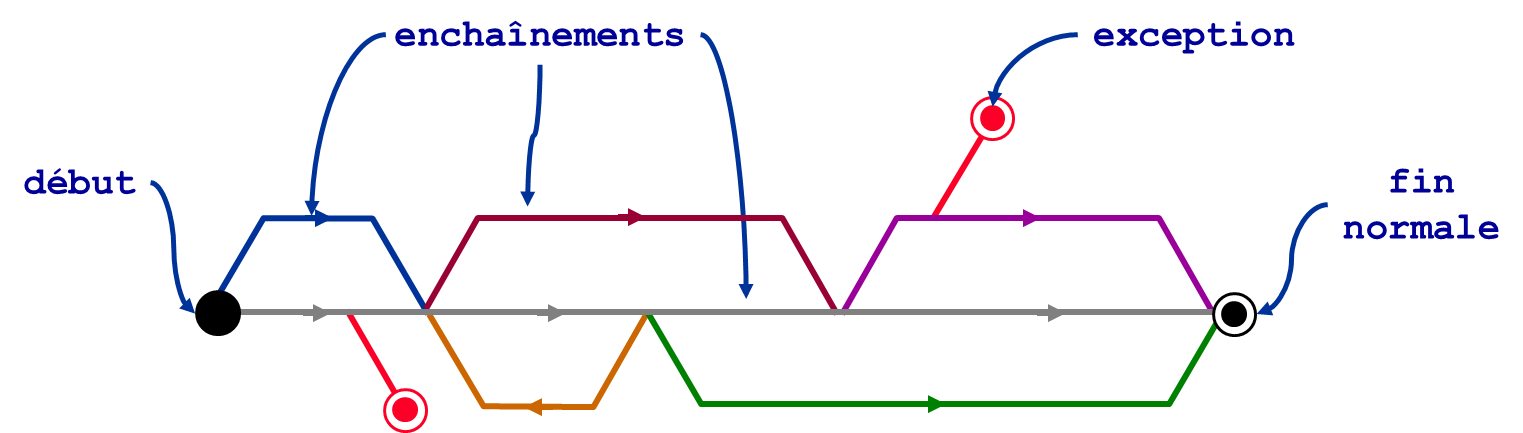 enchaînements
exception
début
fin
normale